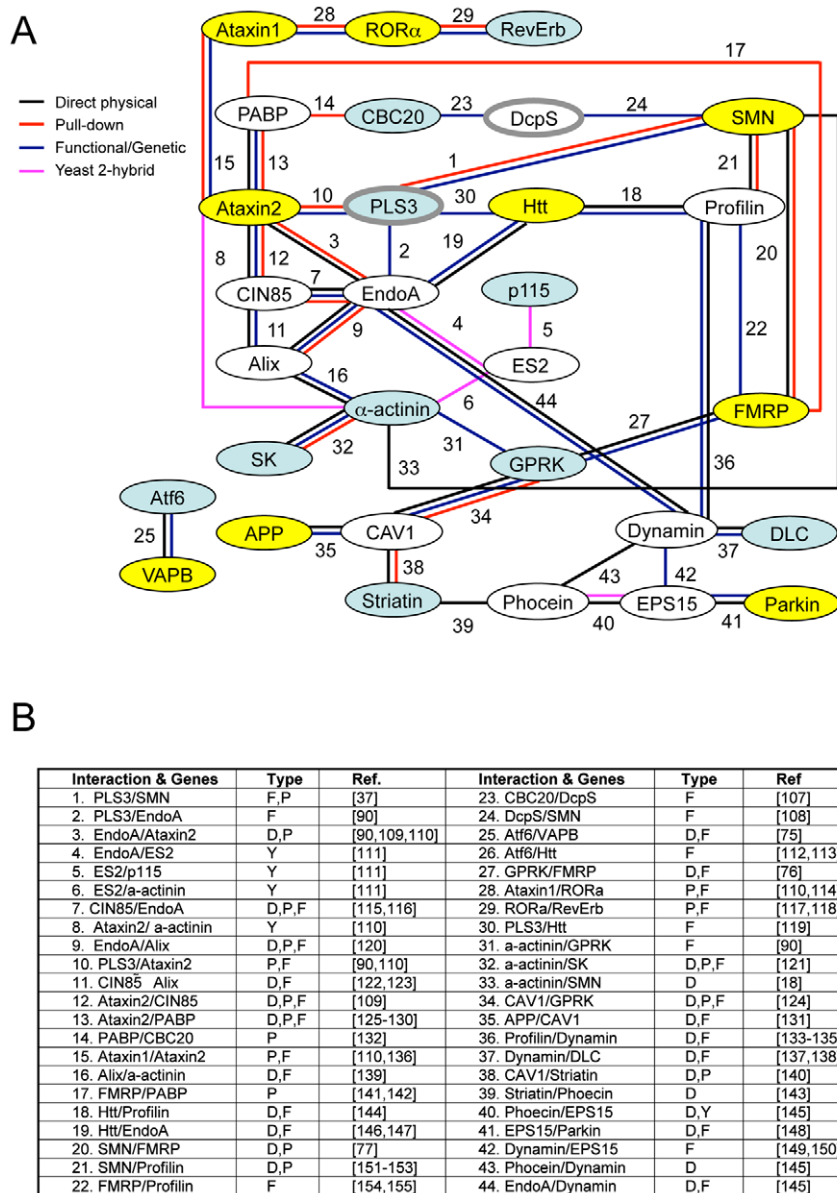 A
28
29
Ataxin1
RORα
RevErb
17
Direct physical
Pull-down
Functional/Genetic
Yeast 2-hybrid
PABP
14
CBC20
23
DcpS
24
SMN
15
13
1
21
Ataxin2
10
PLS3
30
Htt
18
Profilin
3
2
19
20
8
12
7
CIN85
EndoA
p115
11
9
4
5
22
Alix
ES2
16
6
44
α-actinin
FMRP
27
32
31
SK
33
GPRK
36
Atf6
34
25
APP
CAV1
Dynamin
DLC
35
37
VAPB
38
43
42
Striatin
Phocein
EPS15
Parkin
39
40
41
B
Interaction & Genes Type Ref. Interaction & Genes Type Ref
1. PLS3/SMN F,P [37] 23. CBC20/DcpS F [107]
2. PLS3/EndoA F [90] 24. DcpS/SMN F [108]
3. EndoA/Ataxin2 D,P [90,109,110] 25. Atf6/VAPB D,F [75]
4. EndoA/ES2 Y [111] 26. Atf6/Htt F [112,113
5. ES2/p115 Y [111] 27. GPRK/FMRP D,F [76]
6. ES2/a-actinin Y [111] 28. Ataxin1/RORa P,F [110,114
7. CIN85/EndoA D,P,F [115,116] 29. RORa/RevErb P,F [117,118
8. Ataxin2/ a-actinin Y [110] 30. PLS3/Htt F [119]
9. EndoA/Alix D,P,F [120] 31. a-actinin/GPRK F [90]
10. PLS3/Ataxin2 P,F [90,110] 32. a-actinin/SK D,P,F [121]
11. CIN85 Alix D,F [122,123] 33. a-actinin/SMN D [18]
12. Ataxin2/CIN85 D,P,F [109] 34. CAV1/GPRK D,P,F [124]
13. Ataxin2/PABP D,P,F [125-130] 35. APP/CAV1 D,F [131]
14. PABP/CBC20 P [132] 36. Profilin/Dynamin D,F [133-135
15. Ataxin1/Ataxin2 P,F [110,136] 37. Dynamin/DLC D,F [137,138
16. Alix/a-actinin D,F [139] 38. CAV1/Striatin D,P [140]
17. FMRP/PABP P [141,142] 39. Striatin/Phoecin D [143]
18. Htt/Profilin D,F [144] 40. Phoecin/EPS15 D,Y [145]
19. Htt/EndoA D,F [146,147] 41. EPS15/Parkin D,F [148]
20. SMN/FMRP D,P [77] 42. Dynamin/EPS15 F [149,150
21. SMN/Profilin D,P [151-153] 43. Phocein/Dynamin D [145]
22. FMRP/Profilin F [154,155] 44. EndoA/Dynamin D,F [145]